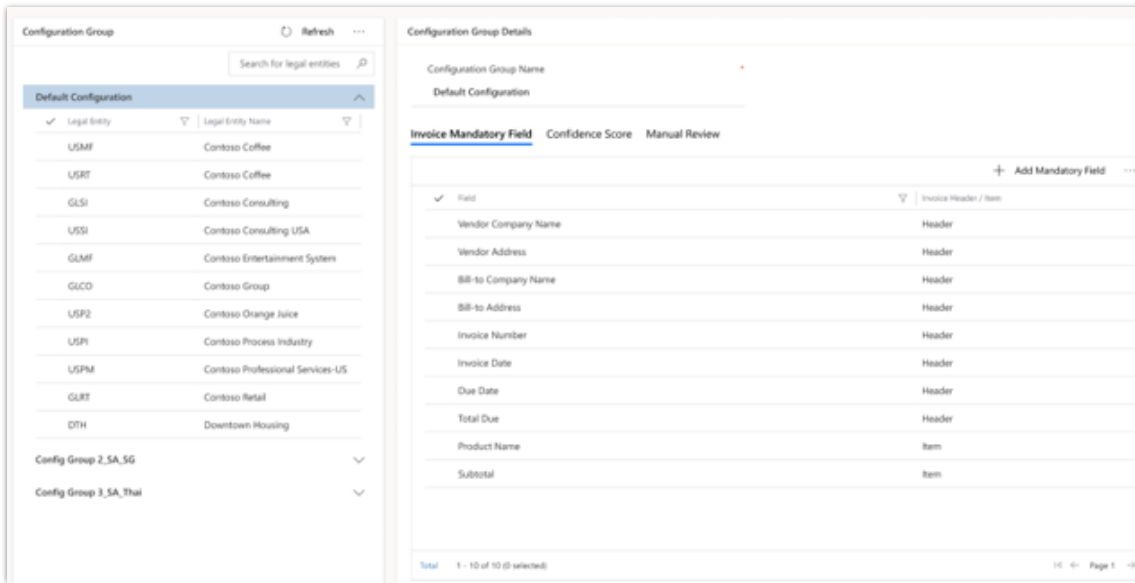 Configuration Group
Refresh ...
Search for legal entities
Default Configuration
Legal Entity Legal Entity Name
USMF Contoso Coffee
USRT Contoso Coffee
GLSI Contoso Consulting
USSI Contoso Consulting USA
GLMF Contoso Entertainment System
GLCO Contoso Group
USP2 Contoso Orange Juice
USPI Contoso Process Industry
USPM Contoso Professional Services-US
GLRT Contoso Retail
DTH Downtown Housing
Config Group 2_SA_SG
Config Group 3_SA_Thai
Configuration Group Details
Configuration Group Name *
Default Configuration
Invoice Mandatory Field Confidence Score Manual Review
+ Add Mandatory Field ...
Field Invoice Header / Item
Vendor Company Name Header
Vendor Address Header
Bill-to Company Name Header
Bill-to Address Header
Invoice Number Header
Invoice Date Header
Due Date Header
Total Due Header
Product Name Item
Subtotal Item
Total 1 - 10 of 10 (0 selected) Page 1